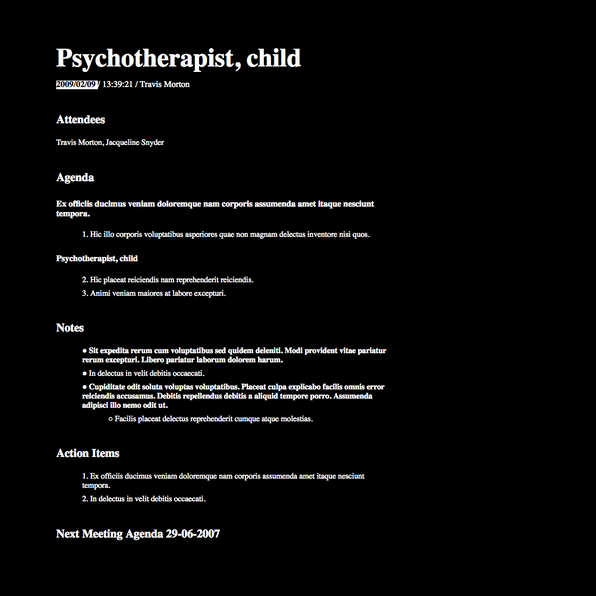 Psychotherapist, child
2009/02/09 / 13:39:21 / Travis Morton
Attendees
Travis Morton, Jacqueline Snyder
Agenda
Ex officiis ducimus veniam doloremque nam corporis assumenda amet itaque nesciunt
tempora.
1. Hic illo corporis voluptatibus asperiores quae non magnam delectus inventore nisi quos.
Psychotherapist, child
2. Hic placeat reiciendis nam reprehenderit reiciendis.
3. Animi veniam maiores at labore excepturi.
Notes
● Sit expedita rerum cum voluptatibus sed quidem deleniti. Modi provident vitae pariatur
rerum excepturi. Libero pariatur laborum dolorem harum.
● In delectus in velit debitis occaecati.
● Cupiditate odit soluta voluptas voluptatibus. Placeat culpa explicabo facilis omnis error
reiciendis accusamus. Debitis repellendus debitis a aliquid tempore porro. Assumenda
adipisci illo nemo odit ut.
○ Facilis placeat delectus reprehenderit cumque atque molestias.
Action Items
1. Ex officiis ducimus veniam doloremque nam corporis assumenda amet itaque nesciunt
tempora.
2. In delectus in velit debitis occaecati.
Next Meeting Agenda 29-06-2007